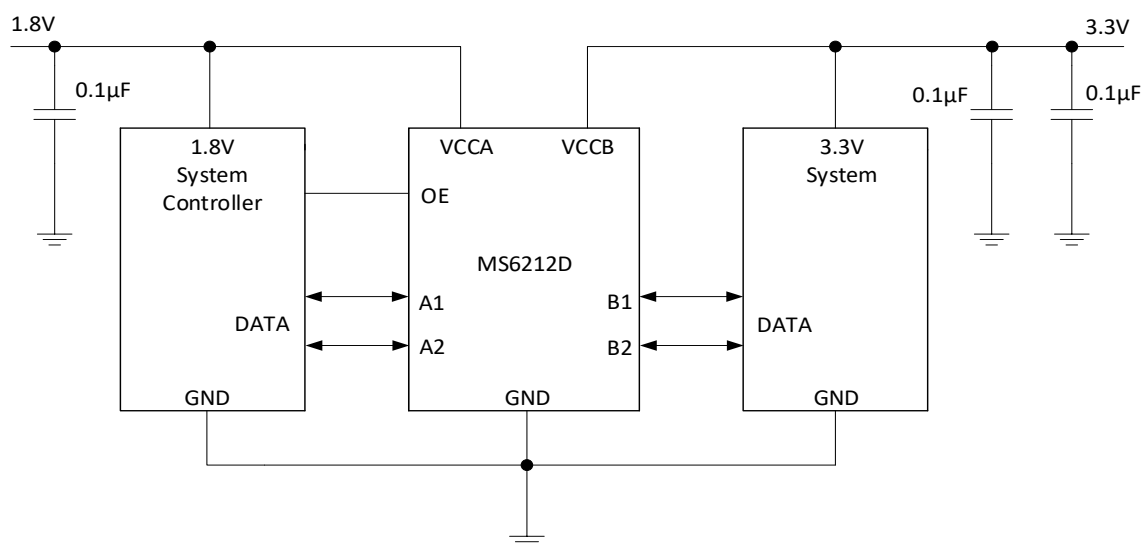 1.8V
3.3V
0.1µF
0.1µF
0.1µF
1.8V
System
Controller
VCCA
VCCB
3.3V
System
OE
MS6212D
A1
B1
DATA
DATA
A2
B2
GND
GND
GND